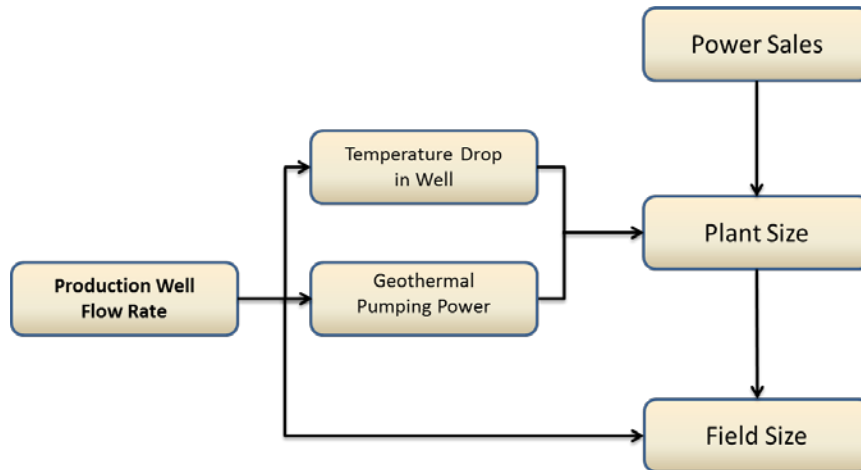 Power Sales
Temperature Drop
in Well
Plant Size
Production Well
Flow Rate
Geothermal
Pumping Power
Field Size